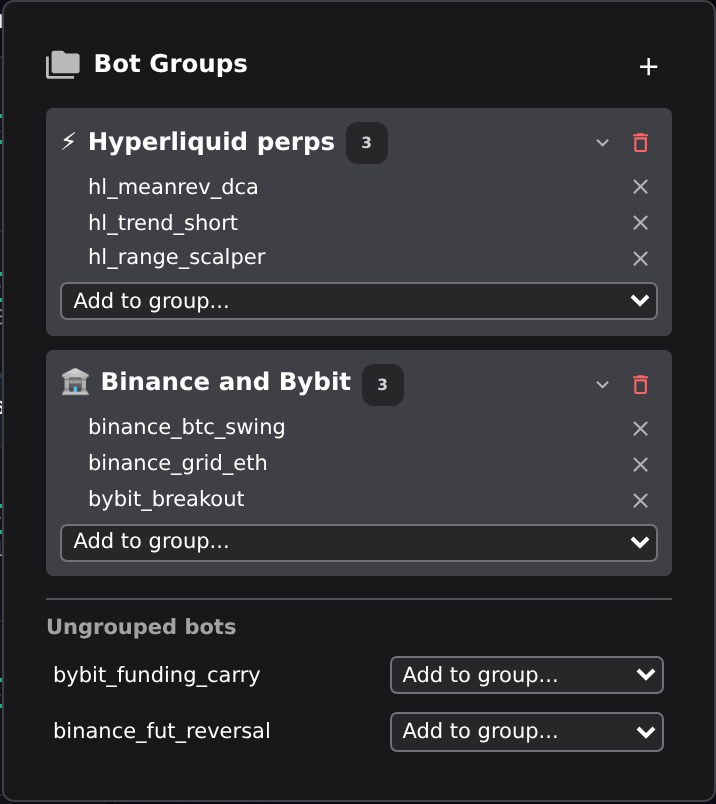 Bot Groups
Hyperliquid perps 3
hl_meanrev_dca
hl_trend_short
hl_range_scalper
Add to group...
Binance and Bybit 3
binance_btc_swing
binance_grid_eth
bybit_breakout
Add to group...
Ungrouped bots
bybit_funding_carry Add to group...
binance_fut_reversal Add to group...